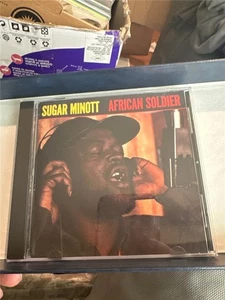 SUGAR MINOTT AFRICAN SOLDIER